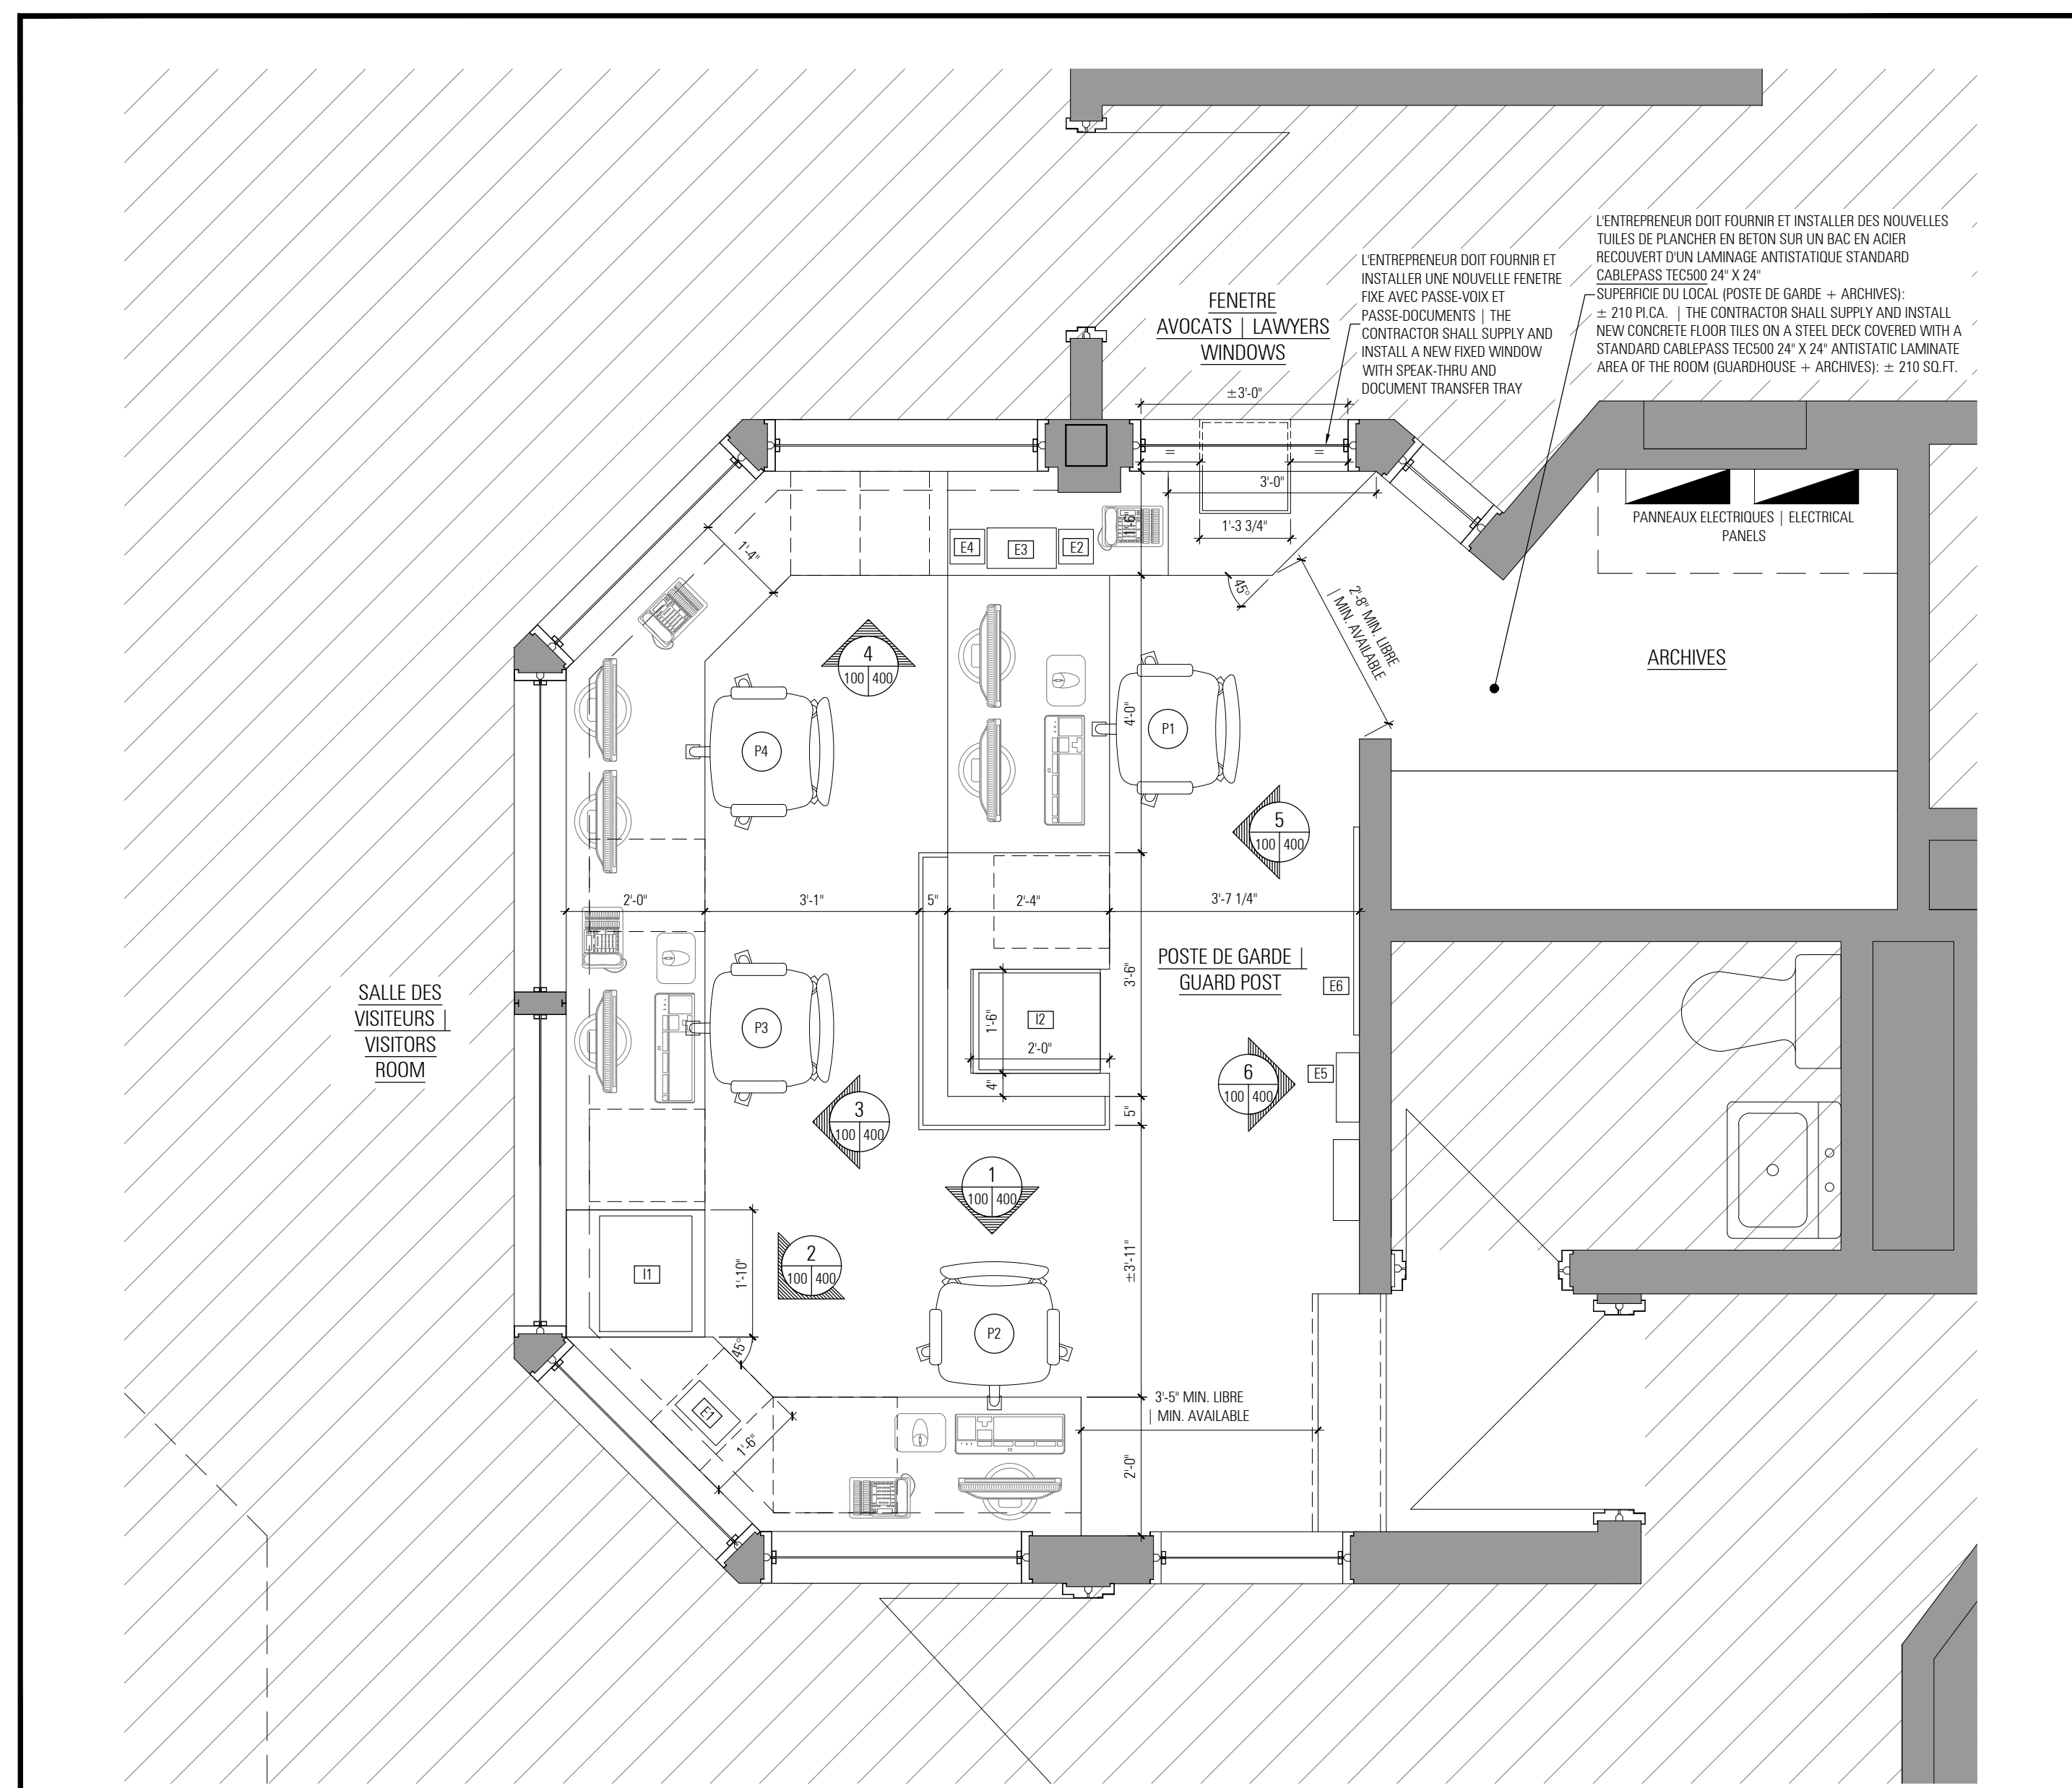 L'ENTREPRENEUR DOIT FOURNIR ET INSTALLER DES NOUVELLES
TUILES DE PLANCHER EN BETON SUR UN BAC EN ACIER
RECOUVERT D'UN LAMINAGE ANTISTATIQUE STANDARD
CABLEPASS TEC500 24" X 24"
SUPERFICIE DU LOCAL (POSTE DE GARDE + ARCHIVES):
± 210 PI.CA. | THE CONTRACTOR SHALL SUPPLY AND INSTALL
NEW CONCRETE FLOOR TILES ON A STEEL DECK COVERED WITH A
STANDARD CABLEPASS TEC500 24" X 24" ANTISTATIC LAMINATE
AREA OF THE ROOM (GUARDHOUSE + ARCHIVES): ± 210 SQ.FT.
L'ENTREPRENEUR DOIT FOURNIR ET
INSTALLER UNE NOUVELLE FENETRE
FIXE AVEC PASSE-VOIX ET
PASSE-DOCUMENTS | THE
CONTRACTOR SHALL SUPPLY AND
INSTALL A NEW FIXED WINDOW
WITH SPEAK-THRU AND
DOCUMENT TRANSFER TRAY
FENETRE
AVOCATS | LAWYERS
WINDOWS
±3'-0"
=
=
3'-0"
1'-3 3/4"
1'-6"
PANNEAUX ELECTRIQUES | ELECTRICAL
PANELS
E4
E3
E2
1'-4"
45°
2'-8" MIN. LIBRE
| MIN. AVAILABLE
ARCHIVES
4
100
400
P4
P1
4'-0"
5
100
400
2'-0"
3'-1"
5"
2'-4"
3'-7 1/4"
POSTE DE GARDE |
GUARD POST
3'-6"
E6
SALLE DES
VISITEURS |
VISITORS
ROOM
P3
1'-6"
I2
2'-0"
4"
5"
E5
6
100
400
3
100
400
1
100
400
2
100
400
I1
1'-10"
±3'-11"
45°
P2
E1
1'-6"
3'-5" MIN. LIBRE
| MIN. AVAILABLE
2'-0"